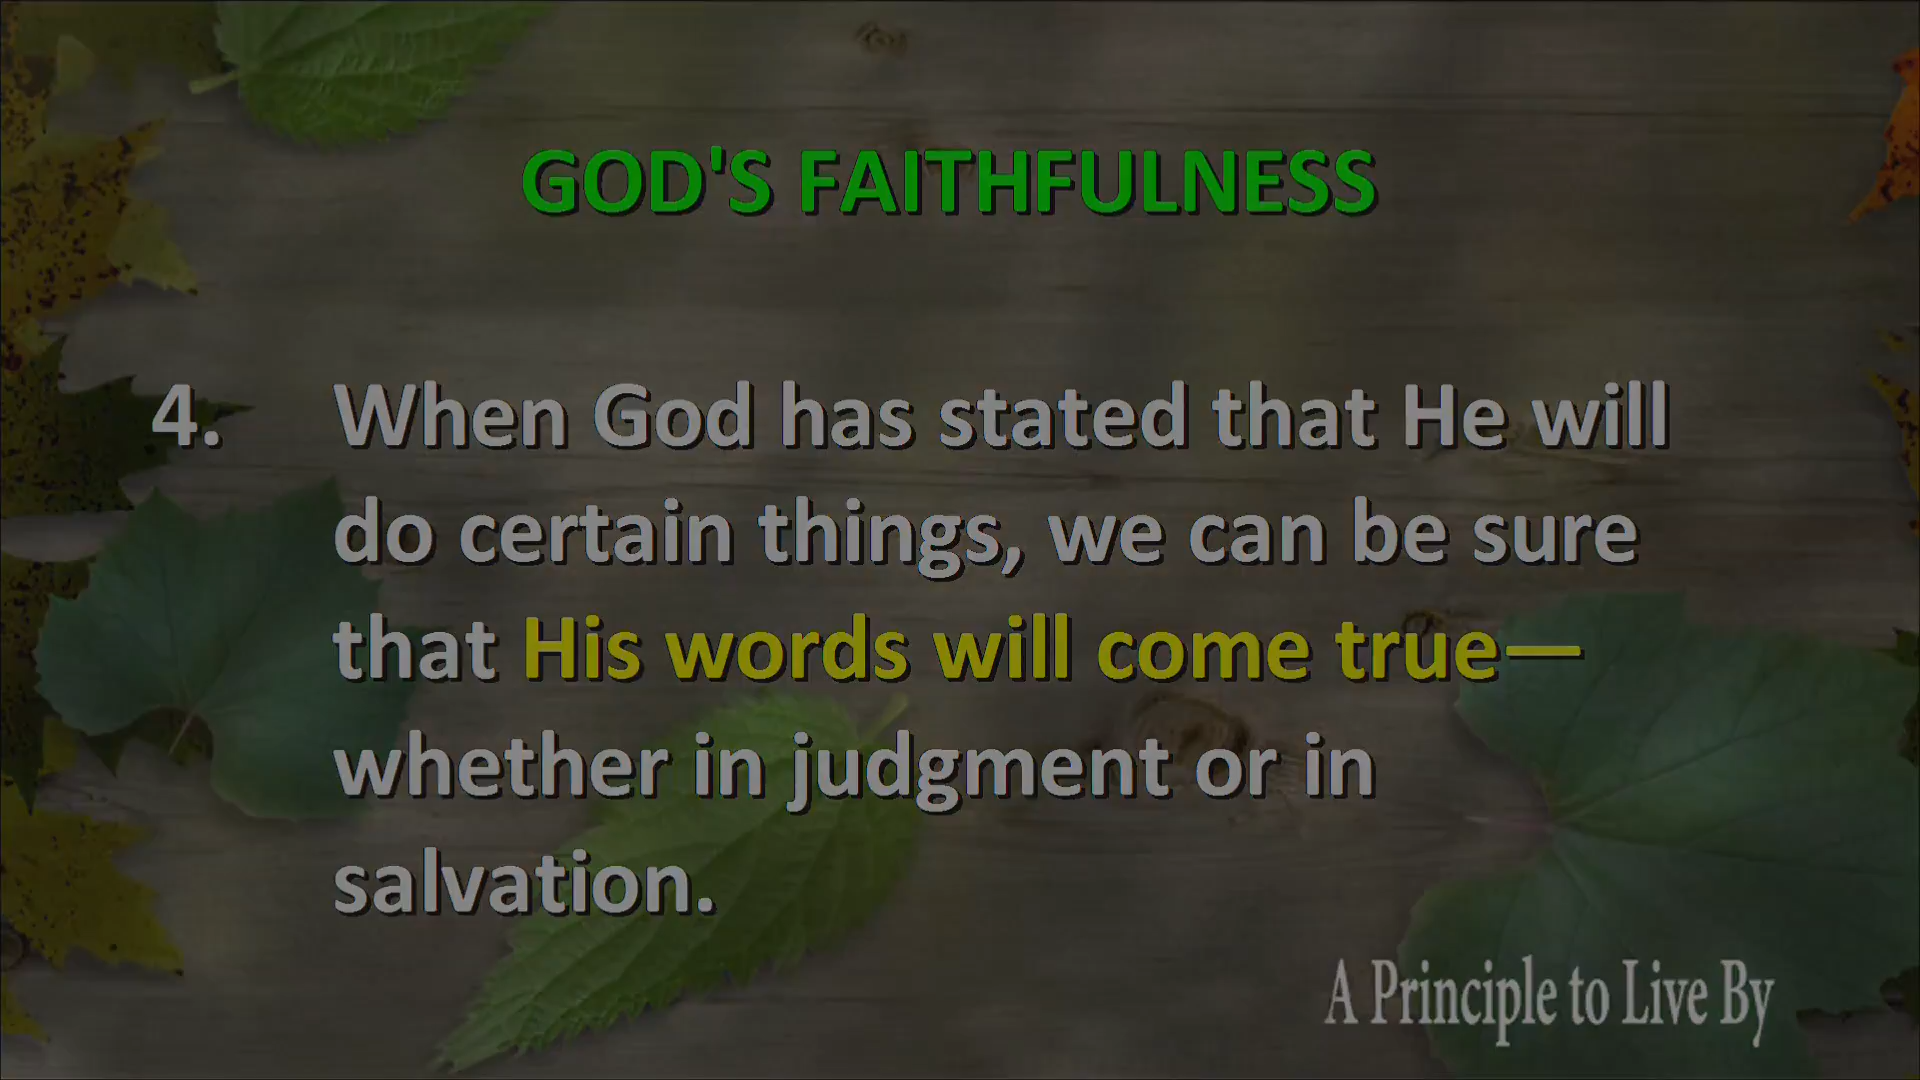 GOD'S FAITHFULNESS
4. When God has stated that He will
do certain things, we can be sure
that His words will come true—
whether in judgment or in
salvation.
A Principle to Live By